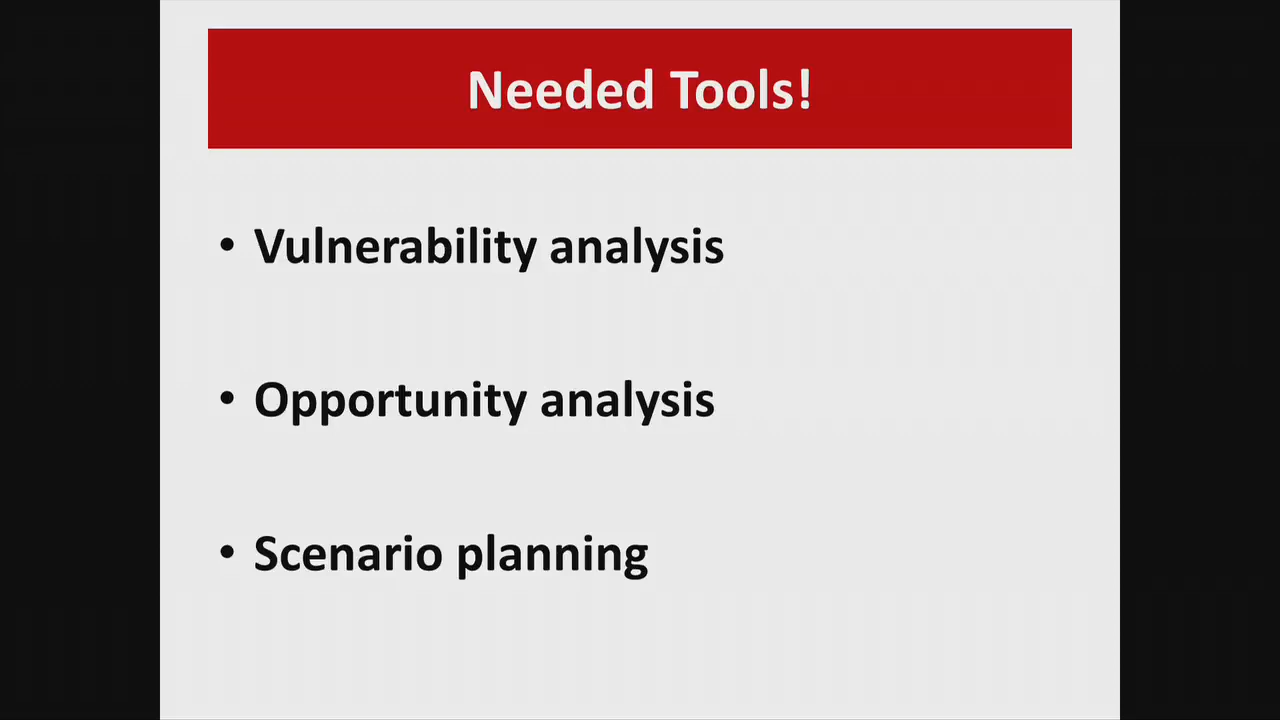 Needed Tools!
• Vulnerability analysis
• Opportunity analysis
• Scenario planning